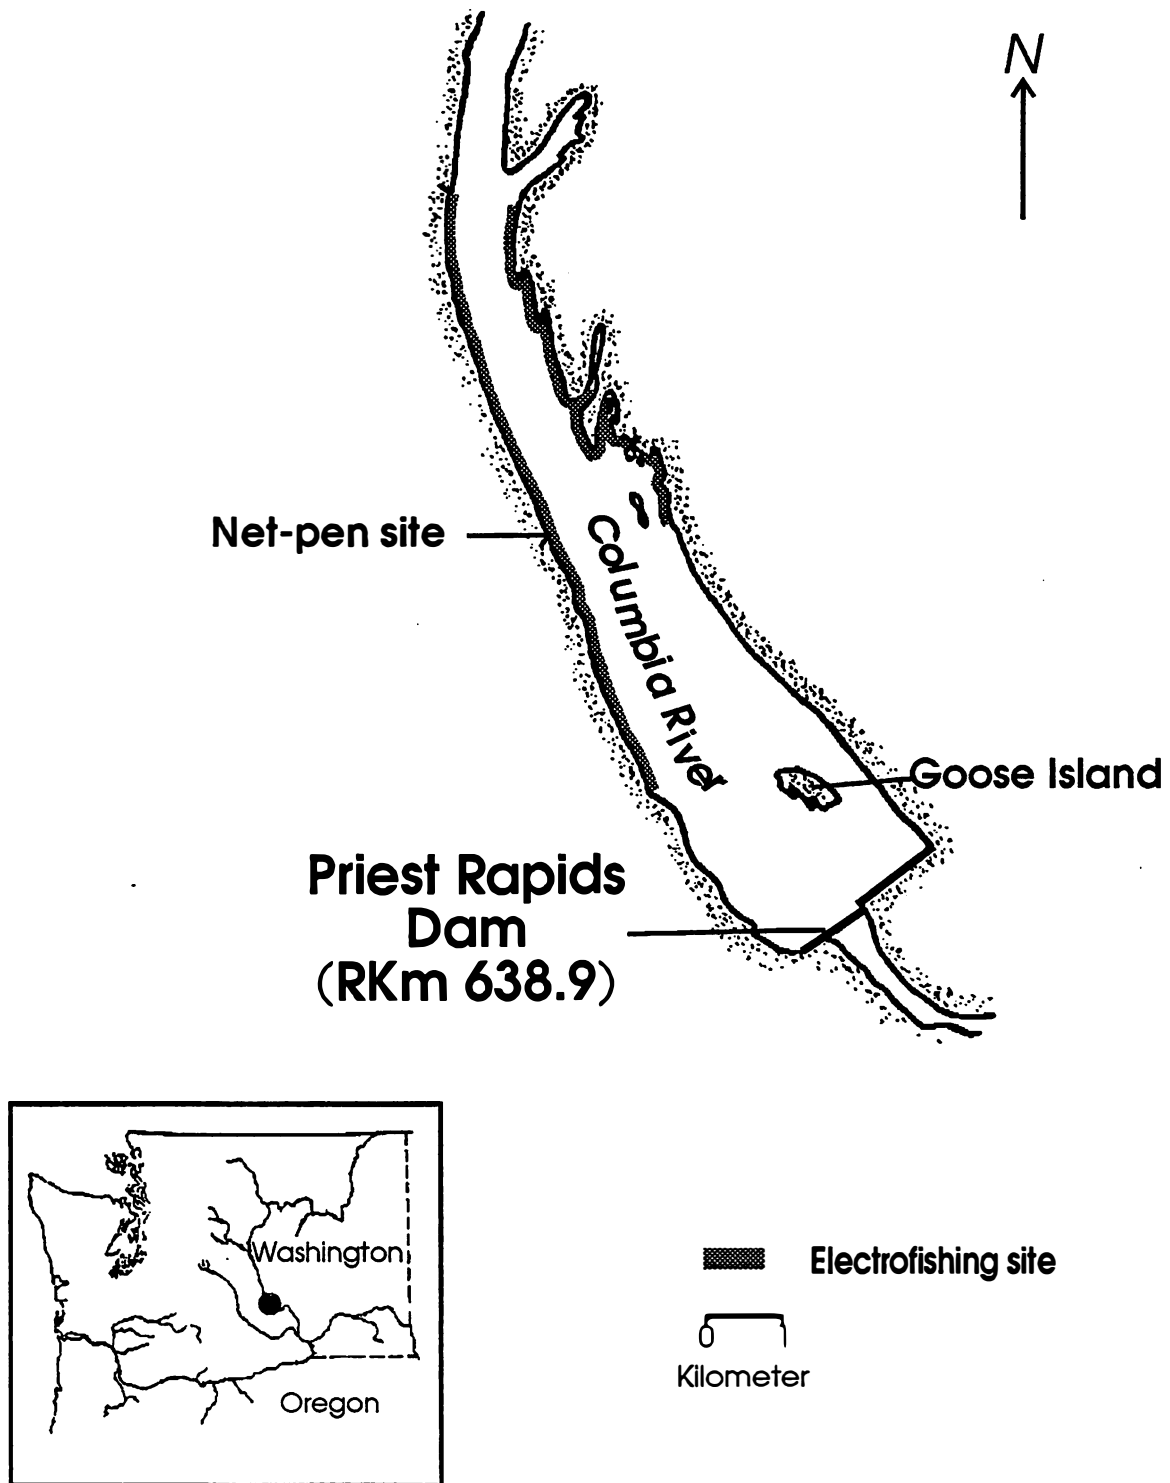 N
Net-pen site
Columbia River
Goose Island
Priest Rapids
Dam
(RKm 638.9)
Washington
Oregon
Electrofishing site
0 1
Kilometer